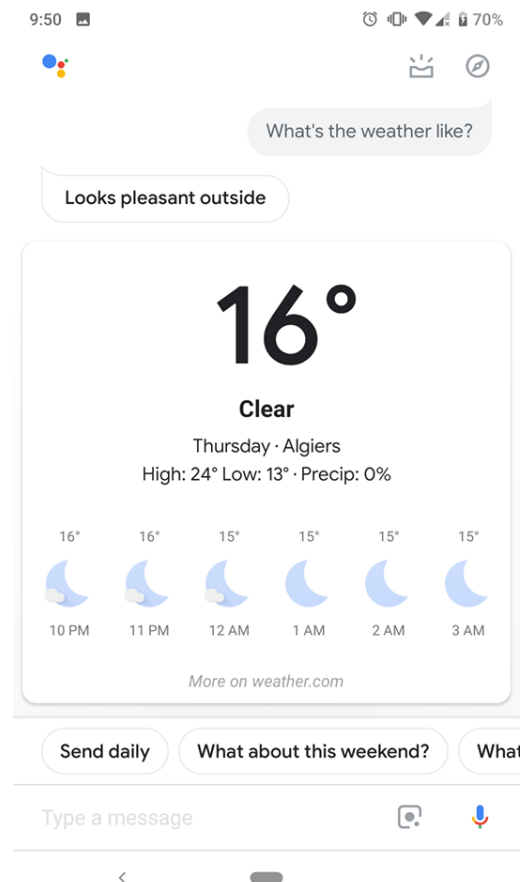 9:50 70%
What's the weather like?
Looks pleasant outside
16°
Clear
Thursday · Algiers
High: 24° Low: 13° · Precip: 0%
16° 16° 15° 15° 15° 15°
10 PM 11 PM 12 AM 1 AM 2 AM 3 AM
More on weather.com
Send daily What about this weekend? What
Type a message